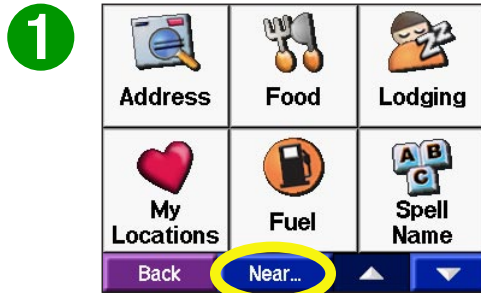 1
Address Food Lodging
A B
C
My
Locations
Fuel
Spell
Name
Back Near...